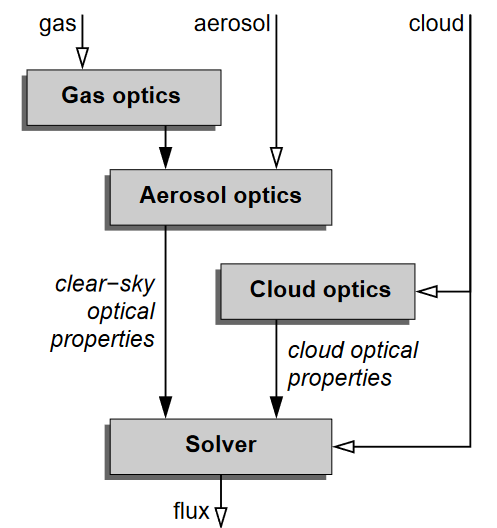 gas
aerosol
cloud
Gas optics
Aerosol optics
clear−sky
optical
properties
Cloud optics
cloud optical
properties
Solver
flux